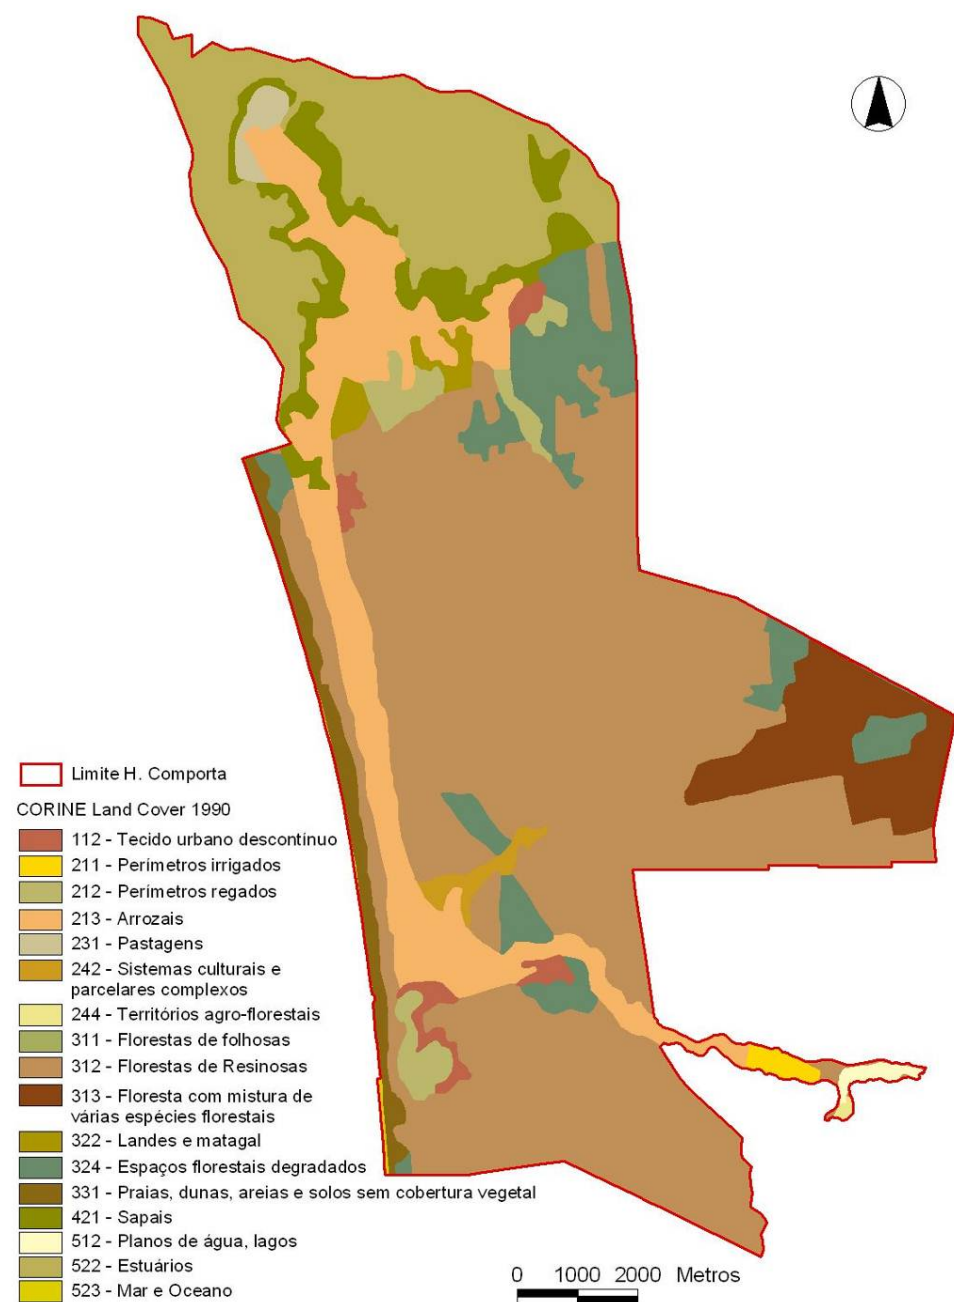 Limite H. Comporta
CORINE Land Cover 1990
112 - Tecido urbano descontínuo
211 - Perímetros irrigados
212 - Perímetros regados
213 - Arrozais
231 - Pastagens
242 - Sistemas culturais e
parcelares complexos
244 - Territórios agro-florestais
311 - Florestas de folhosas
312 - Florestas de Resinosas
313 - Floresta com mistura de
várias espécies florestais
322 - Landes e matagal
324 - Espaços florestais degradados
331 - Praias, dunas, areias e solos sem cobertura vegetal
421 - Sapais
512 - Planos de água, lagos
522 - Estuários
523 - Mar e Oceano
0 1000 2000 Metros